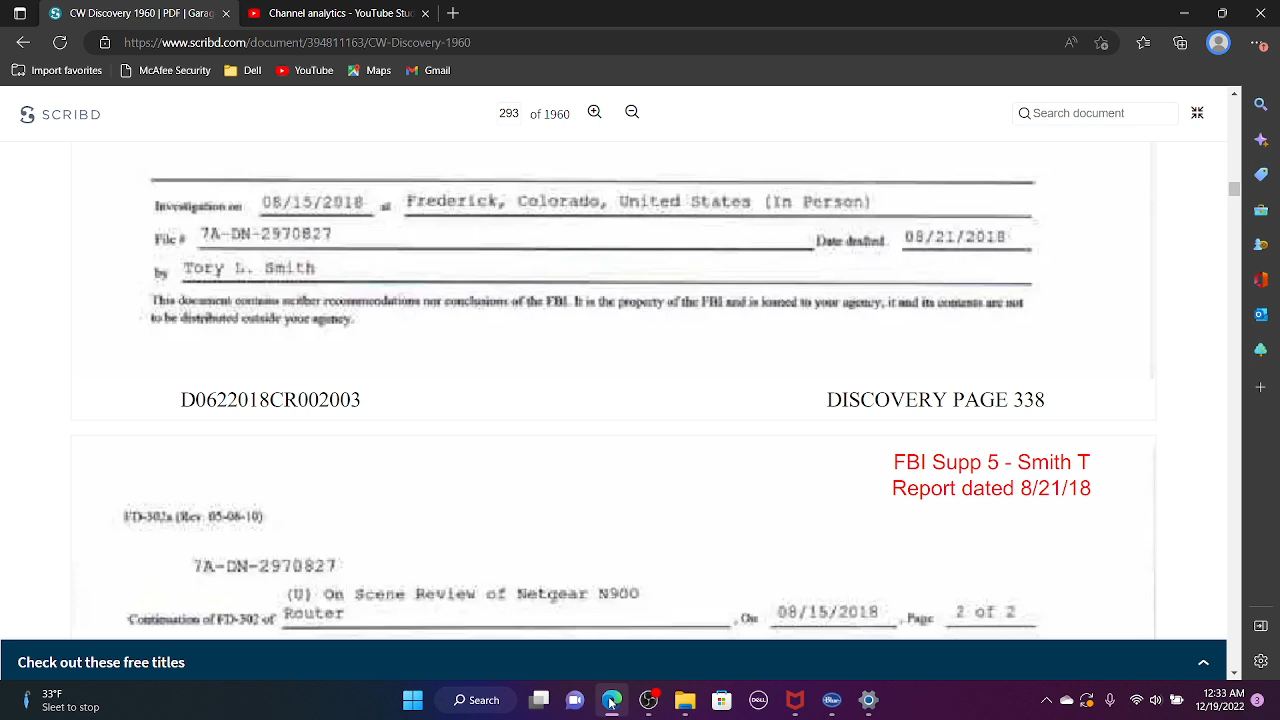 CW Discovery 1960 | PDF | Garag
Channel analytics - YouTube Stu
https://www.scribd.com/document/394811163/CW-Discovery-1960
Import favorites
McAfee Security
Dell
YouTube
Maps
Gmail
SCRIBD
293 of 1960
Search document
Investigation on 08/15/2018 at Frederick, Colorado, United States (In Person)
File # 7A-DN-2970827 Date drafted 08/21/2018
by Tory L. Smith
This document contains neither recommendations nor conclusions of the FBI. It is the property of the FBI and is loaned to your agency; it and its contents are not
to be distributed outside your agency.
D0622018CR002003 DISCOVERY PAGE 338
FBI Supp 5 - Smith T
Report dated 8/21/18
FD-302a (Rev. 05-08-10)
7A-DN-2970827
(U) On Scene Review of Netgear N900
Continuation of FD-302 of Router , On 08/15/2018 , Page 2 of 2
Check out these free titles
33°F
Sleet to stop
Search
DELL
Blue
12:33 AM
12/19/2022
3